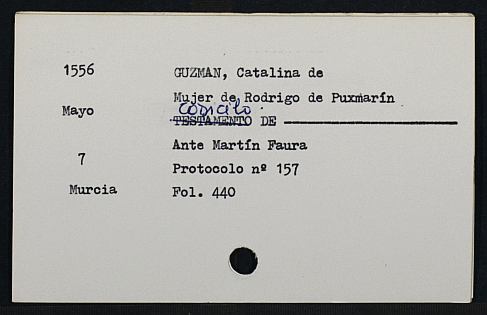 1556
GUZMAN, Catalina de
Mujer de Rodrigo de Puxmarín
Mayo
codicilo
TESTAMENTO DE
Ante Martín Faura
7
Protocolo nº 157
Murcia
Fol. 440